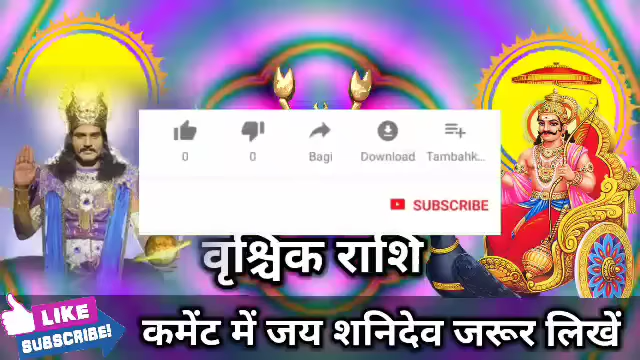 0 0 Bagi Download Tambahk...
SUBSCRIBE
वृश्चिक राशि
LIKE
SUBSCRIBE!
कमेंट में जय शनिदेव जरूर लिखें